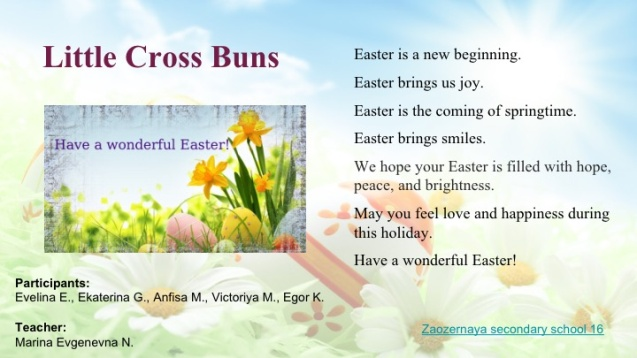 Little Cross Buns
Have a wonderful Easter!
Participants:
Evelina E., Ekaterina G., Anfisa M., Victoriya M., Egor K.
Teacher:
Marina Evgenevna N.
Easter is a new beginning.
Easter brings us joy.
Easter is the coming of springtime.
Easter brings smiles.
We hope your Easter is filled with hope,
peace, and brightness.
May you feel love and happiness during
this holiday.
Have a wonderful Easter!
Zaozernaya secondary school 16